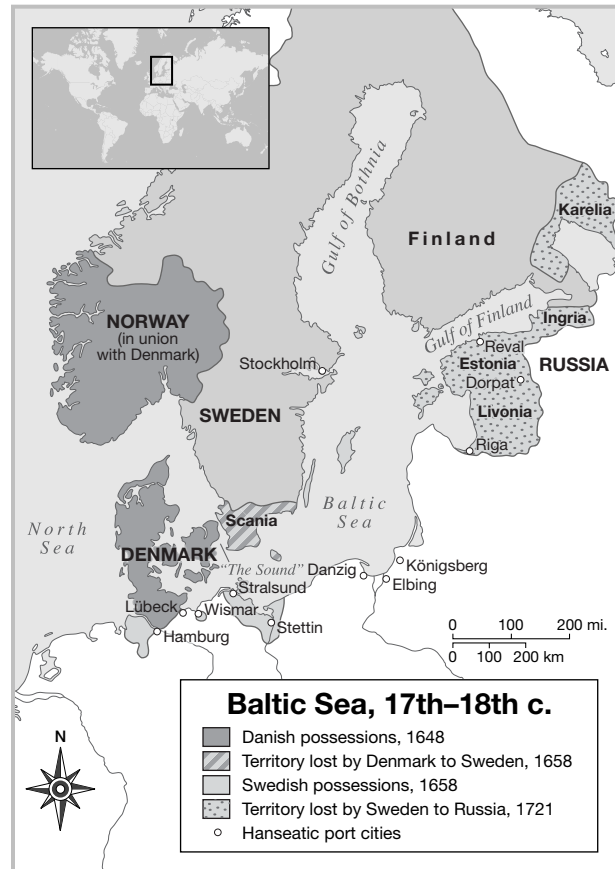 Gulf of Bothnia
Finland
Karelia
NORWAY
(in union
with Denmark)
Gulf of Finland
Ingria
Reval
Estonia
RUSSIA
Stockholm
Dorpat
SWEDEN
Livonia
Riga
Baltic
Sea
North
Sea
Scania
DENMARK
"The Sound"
Danzig
Königsberg
Elbing
Stralsund
Lübeck
Wismar
Stettin
Hamburg
0 100 200 mi.
0 100 200 km
N
Baltic Sea, 17th–18th c.
Danish possessions, 1648
Territory lost by Denmark to Sweden, 1658
Swedish possessions, 1658
Territory lost by Sweden to Russia, 1721
Hanseatic port cities